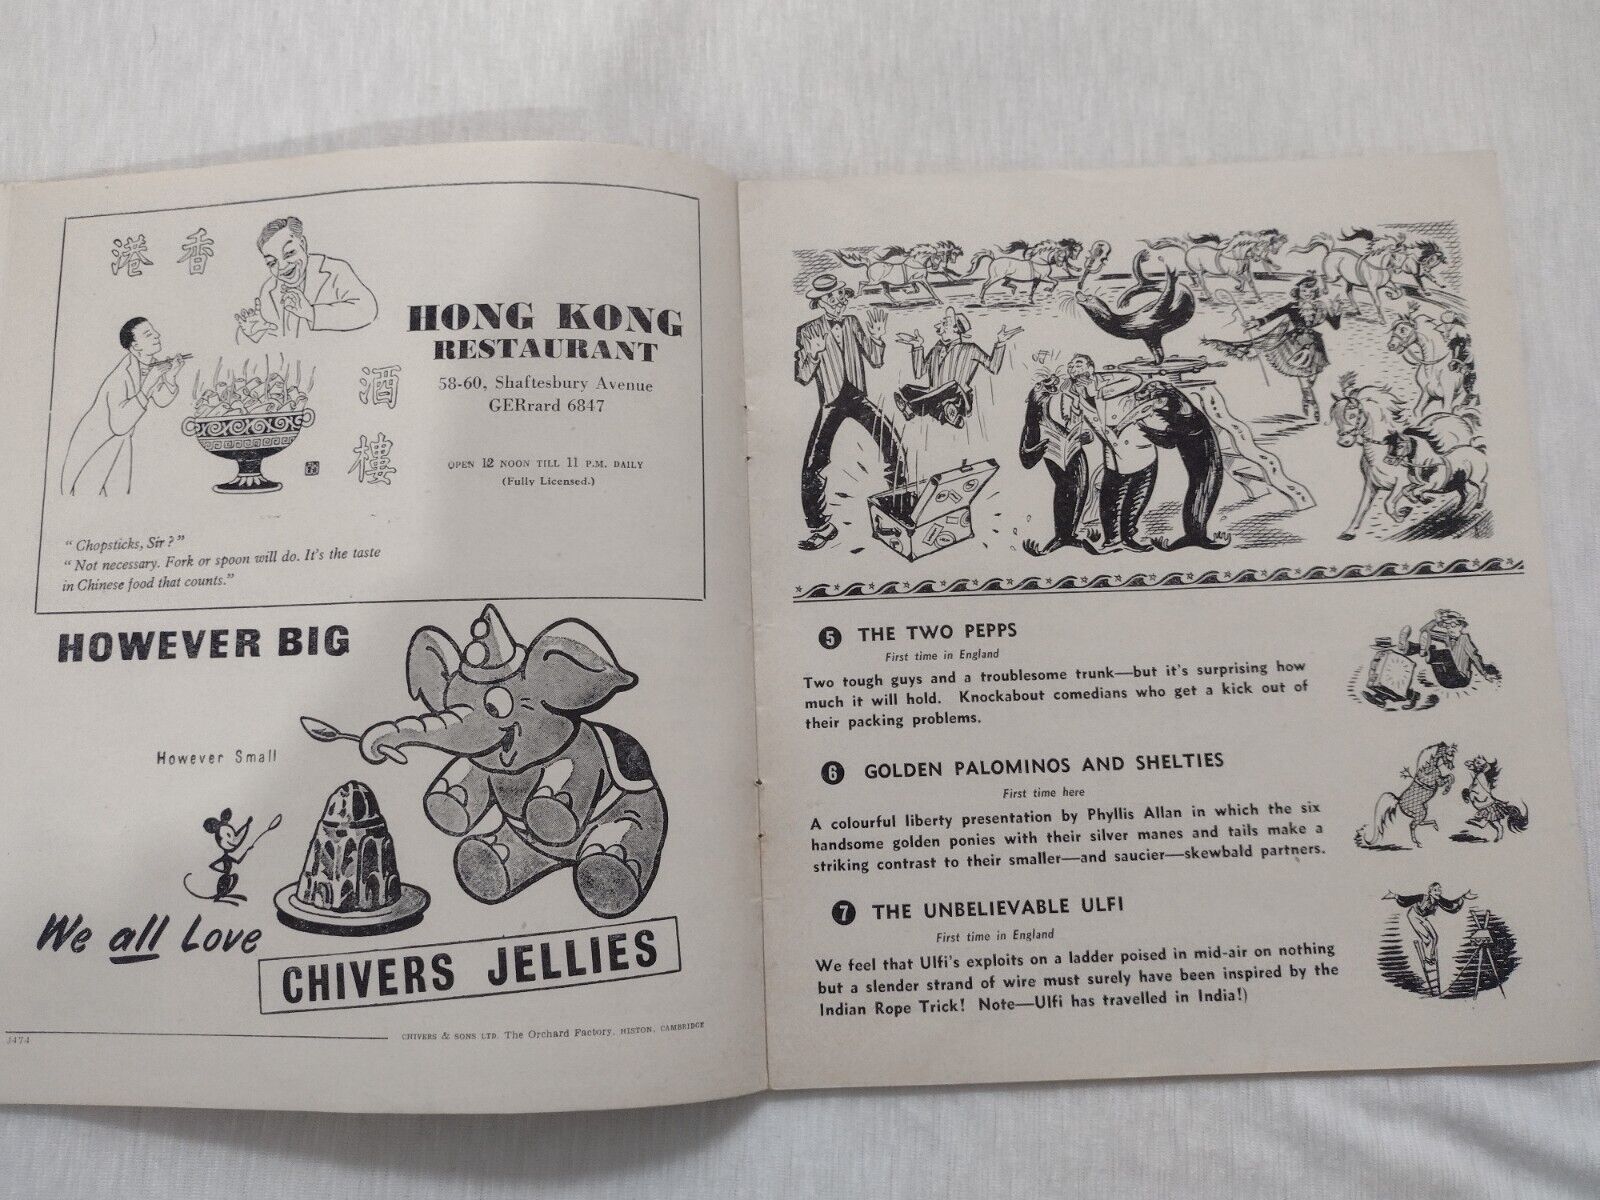 港 香
酒
樓
HONG KONG
RESTAURANT
58-60, Shaftesbury Avenue
GERrard 6847
OPEN 12 NOON TILL 11 P.M. DAILY
(Fully Licensed.)
" Chopsticks, Sir ? "
" Not necessary. Fork or spoon will do. It's the taste
in Chinese food that counts."
HOWEVER BIG
However Small
We all Love
CHIVERS JELLIES
CHIVERS & SONS LTD. The Orchard Factory, HISTON, CAMBRIDGE
J474
5 THE TWO PEPPS
First time in England
Two tough guys and a troublesome trunk—but it's surprising how
much it will hold. Knockabout comedians who get a kick out of
their packing problems.
6 GOLDEN PALOMINOS AND SHELTIES
First time here
A colourful liberty presentation by Phyllis Allan in which the six
handsome golden ponies with their silver manes and tails make a
striking contrast to their smaller—and saucier—skewbald partners.
7 THE UNBELIEVABLE ULFI
First time in England
We feel that Ulfi's exploits on a ladder poised in mid-air on nothing
but a slender strand of wire must surely have been inspired by the
Indian Rope Trick! Note—Ulfi has travelled in India!)